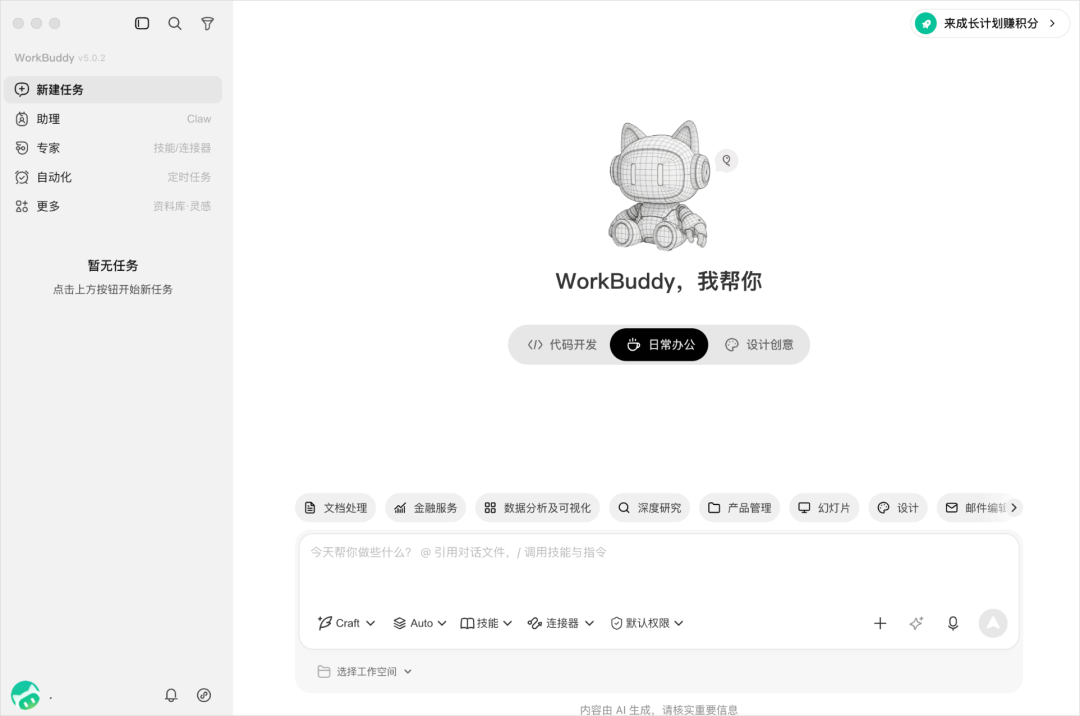 来成长计划赚积分
WorkBuddy v5.0.2
新建任务
助理 Claw
专家 技能/连接器
自动化 定时任务
更多 资料库·灵感
暂无任务
点击上方按钮开始新任务
WorkBuddy，我帮你
代码开发 日常办公 设计创意
文档处理 金融服务 数据分析及可视化 深度研究 产品管理 幻灯片 设计 邮件编辑
今天帮你做些什么？ @ 引用对话文件，/ 调用技能与指令
Craft Auto 技能 连接器 默认权限
选择工作空间
内容由 AI 生成，请核实重要信息